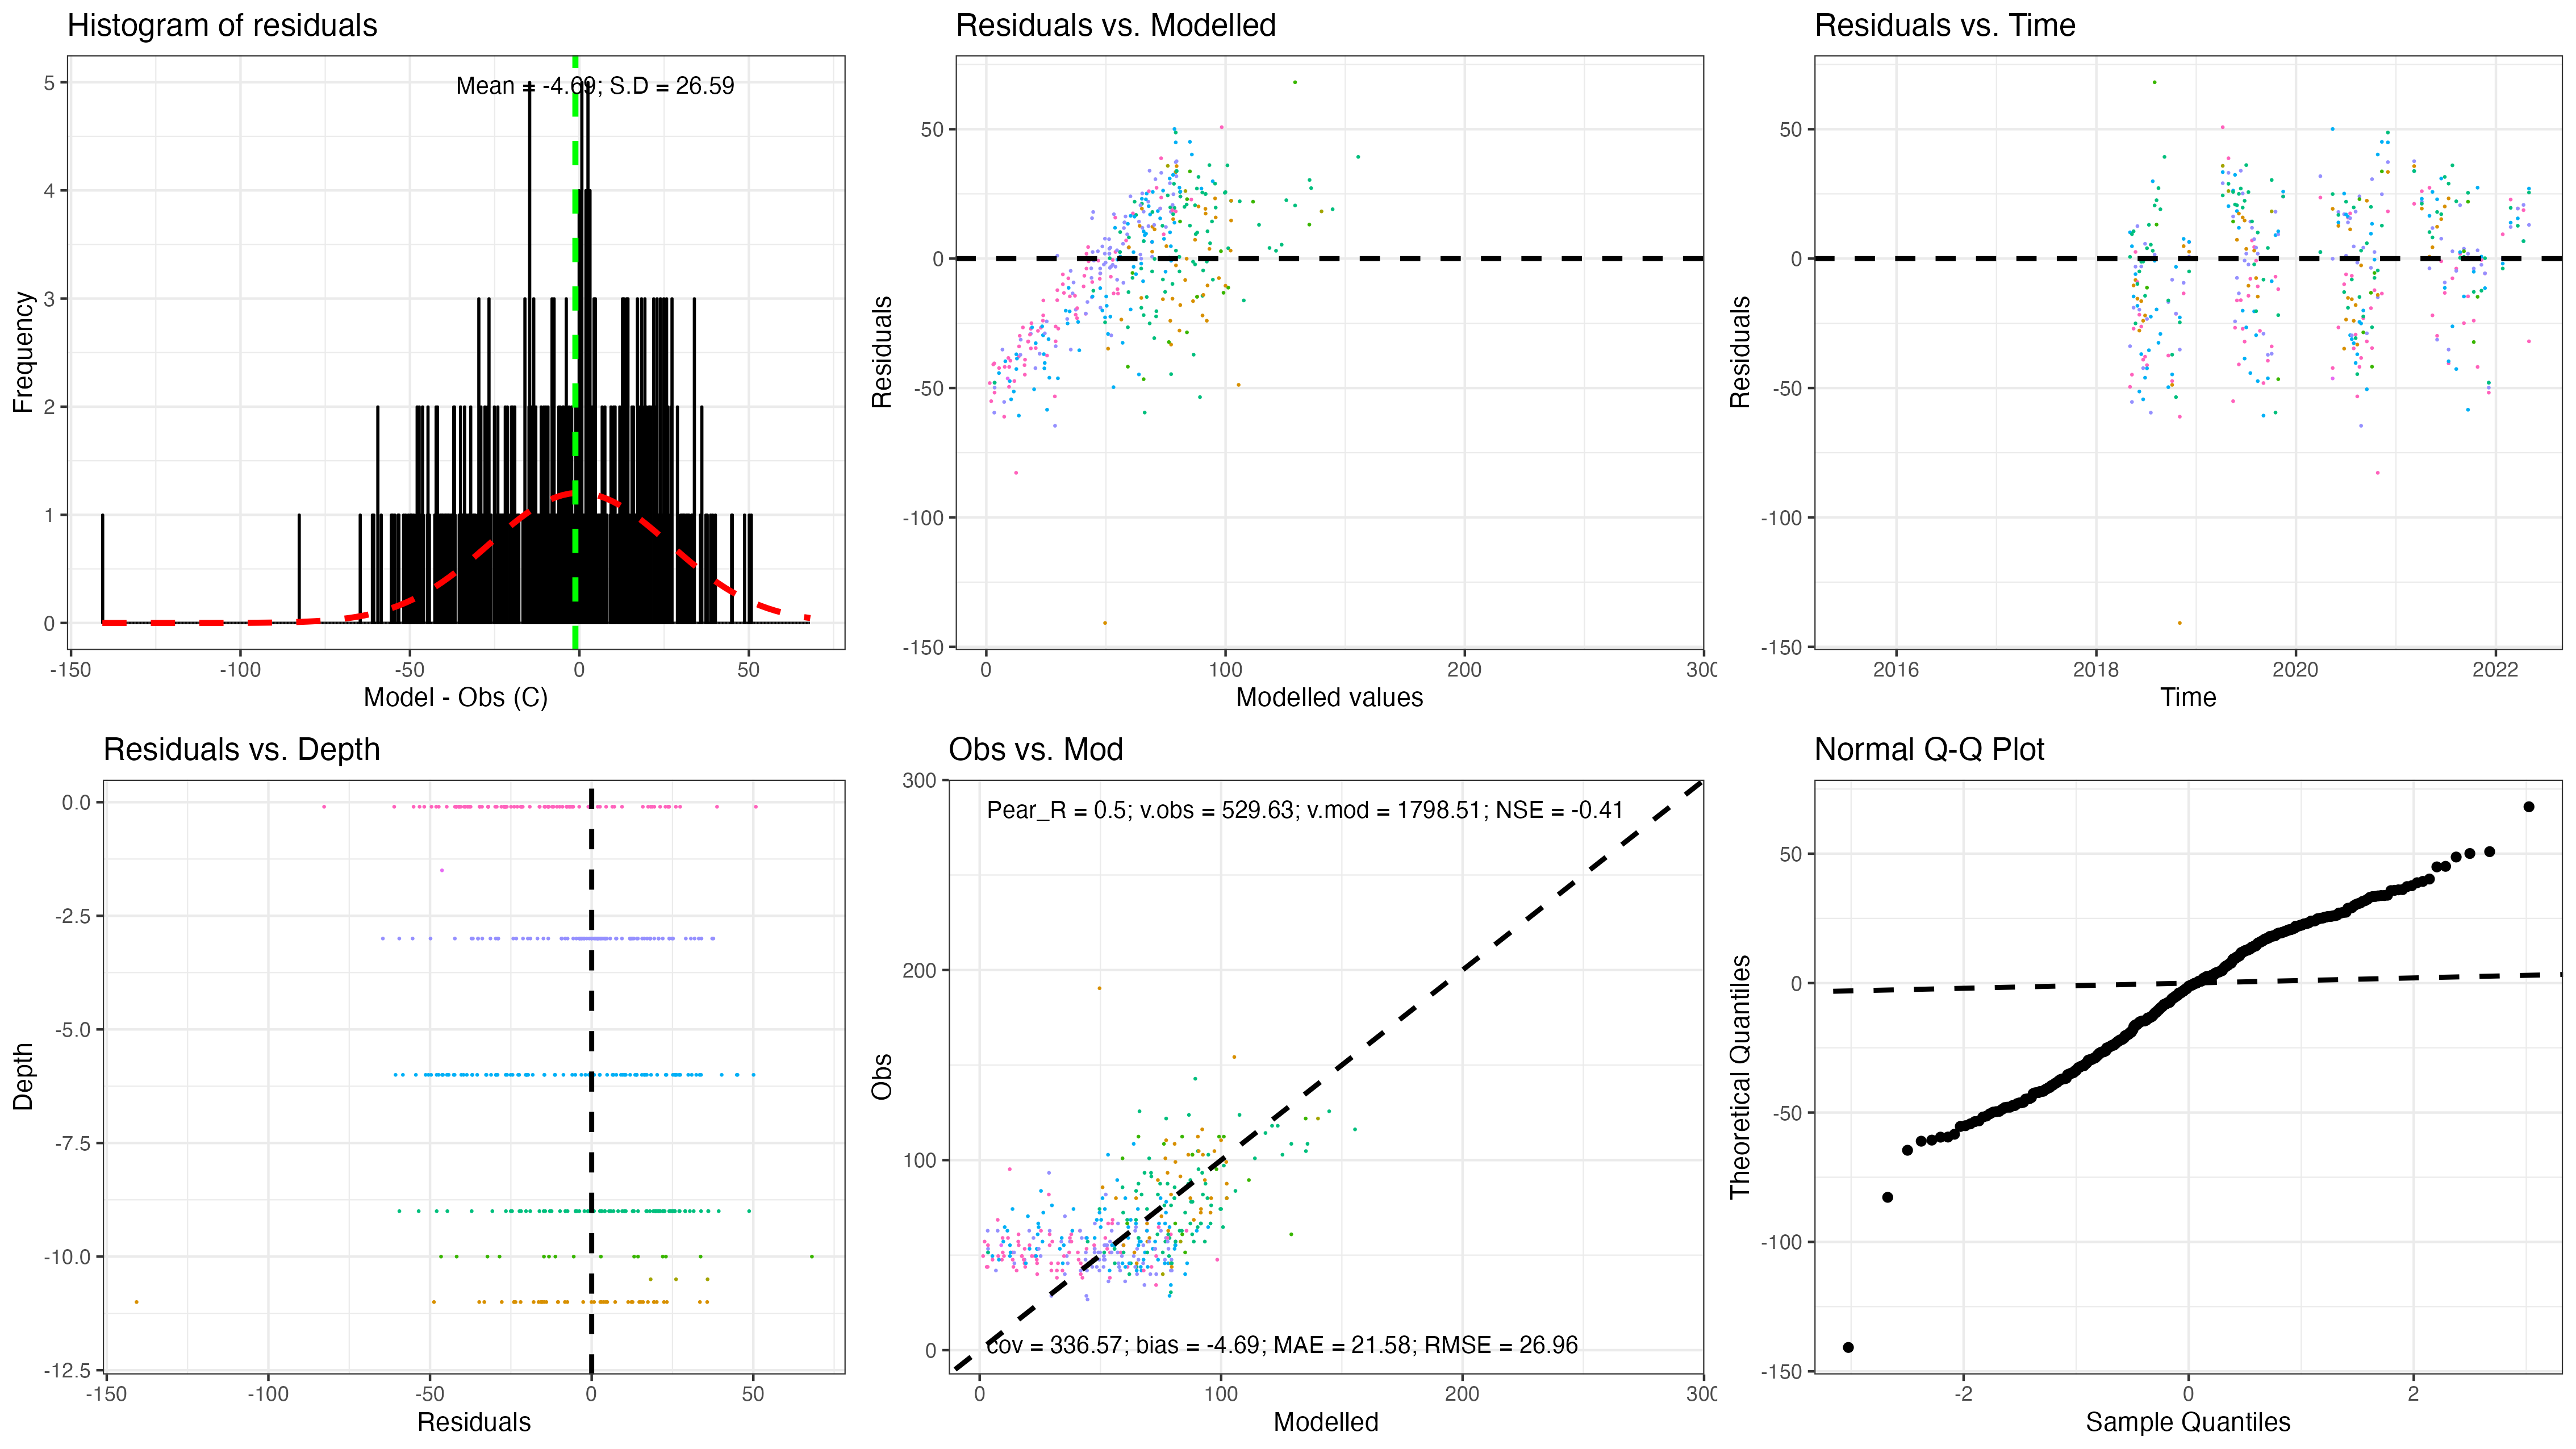 Histogram of residuals
Mean = -4.69; S.D = 26.59
Frequency
5
4
3
2
1
0
-150
-100
-50
0
50
Model - Obs (C)
Residuals vs. Modelled
Residuals
50
0
-50
-100
-150
0
100
200
300
Modelled values
Residuals vs. Time
Residuals
50
0
-50
-100
-150
2016
2018
2020
2022
Time
Residuals vs. Depth
Depth
0.0
-2.5
-5.0
-7.5
-10.0
-12.5
-150
-100
-50
0
50
Residuals
Obs vs. Mod
Pear_R = 0.5; v.obs = 529.63; v.mod = 1798.51; NSE = -0.41
Obs
300
200
100
0
cov = 336.57; bias = -4.69; MAE = 21.58; RMSE = 26.96
0
100
200
300
Modelled
Normal Q-Q Plot
Theoretical Quantiles
50
0
-50
-100
-150
-2
0
2
Sample Quantiles